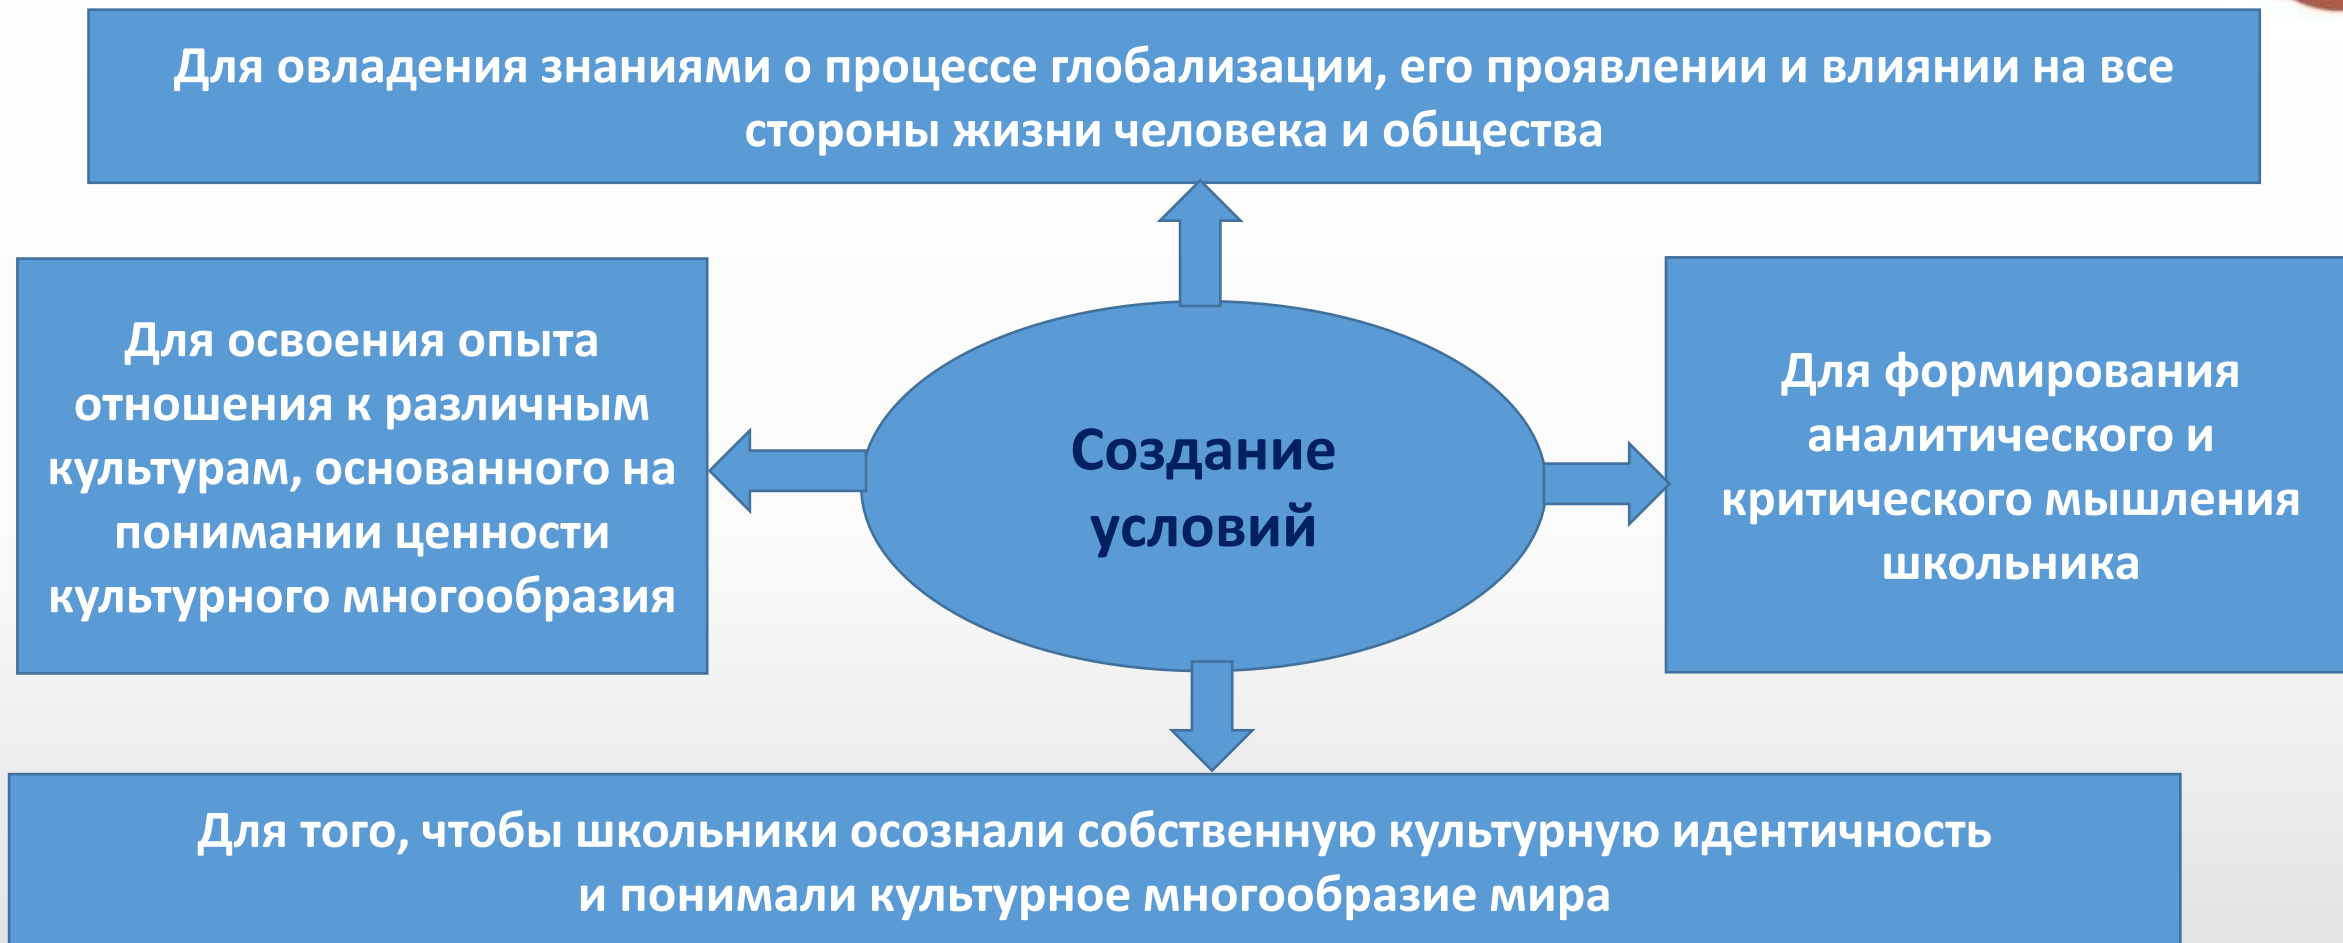 Для овладения знаниями о процессе глобализации, его проявлении и влиянии на все
стороны жизни человека и общества
Для освоения опыта
отношения к различным
культурам, основанного на
понимании ценности
культурного многообразия
Создание
условий
Для формирования
аналитического и
критического мышления
школьника
Для того, чтобы школьники осознали собственную культурную идентичность
и понимали культурное многообразие мира